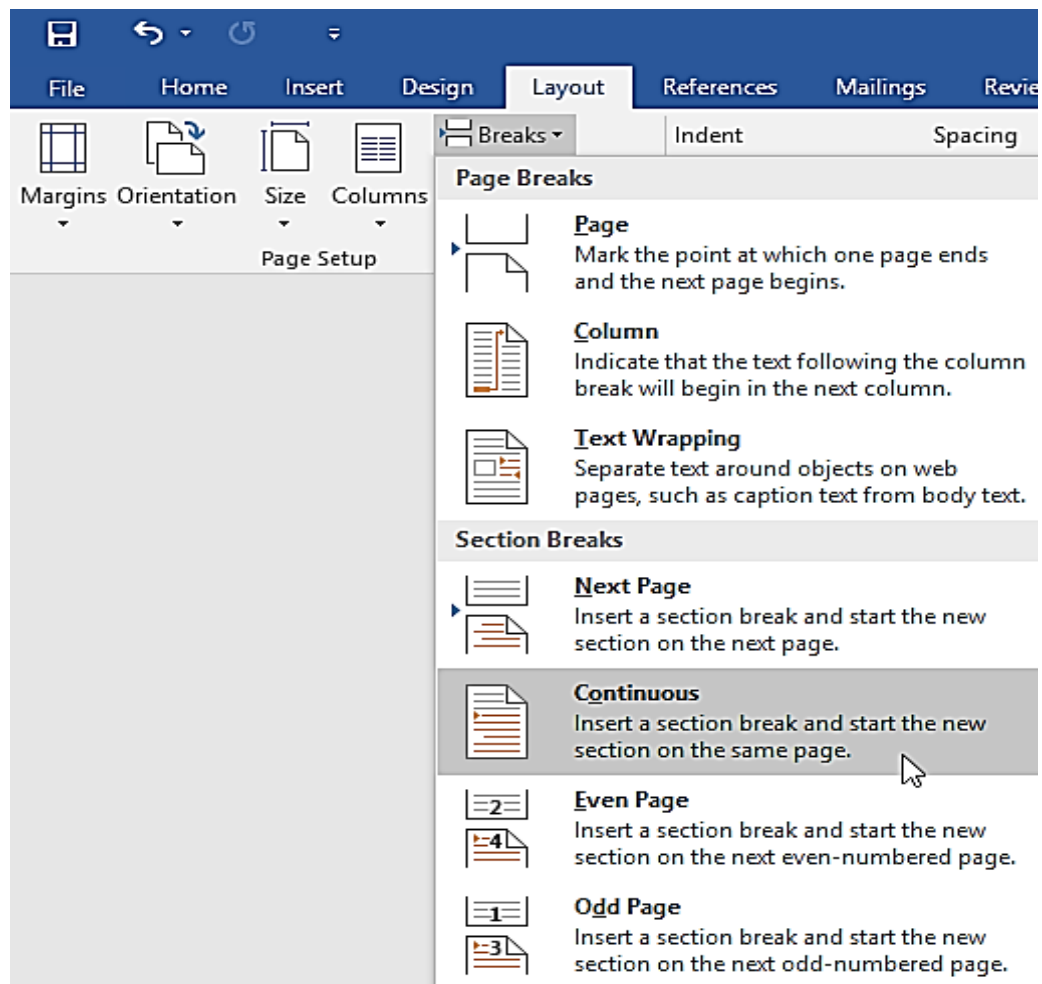 File Home Insert Design Layout References Mailings Revie
Breaks Indent Spacing
Margins Orientation Size Columns
Page Setup
Page Breaks
Page
Mark the point at which one page ends
and the next page begins.
Column
Indicate that the text following the column
break will begin in the next column.
Text Wrapping
Separate text around objects on web
pages, such as caption text from body text.
Section Breaks
Next Page
Insert a section break and start the new
section on the next page.
Continuous
Insert a section break and start the new
section on the same page.
2
4
Even Page
Insert a section break and start the new
section on the next even-numbered page.
1
3
Odd Page
Insert a section break and start the new
section on the next odd-numbered page.